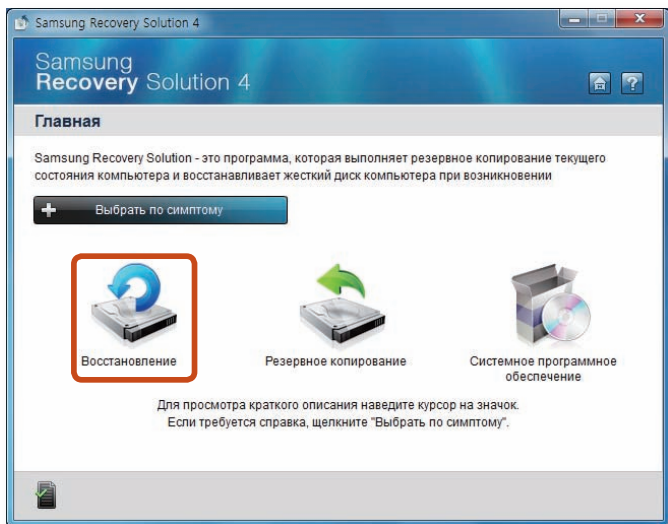 Samsung Recovery Solution 4
Samsung
Recovery Solution 4
Главная
Samsung Recovery Solution - это программа, которая выполняет резервное копирование текущего
состояния компьютера и восстанавливает жесткий диск компьютера при возникновении
Выбрать по симптому
Восстановление
Резервное копирование
Системное программное
обеспечение
Для просмотра краткого описания наведите курсор на значок.
Если требуется справка, щелкните "Выбрать по симптому".